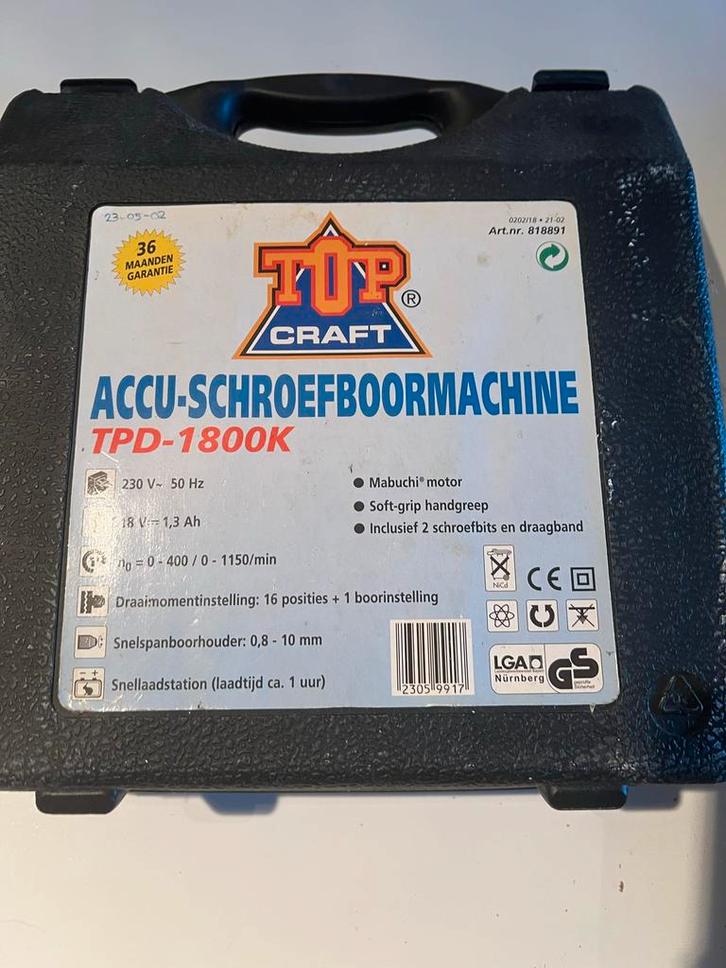 23-05-02
0202/18 • 21-02
Art.nr. 818891
36
MAANDEN
GARANTIE
TOP
CRAFT
®
ACCU-SCHROEFBOORMACHINE
TPD-1800K
230 V~ 50 Hz
18 V 1,3 Ah
n₀ = 0 - 400 / 0 - 1150/min
Draaimomentinstelling: 16 posities + 1 boorinstelling
Snelspanboorhouder: 0,8 - 10 mm
Snellaadstation (laadtijd ca. 1 uur)
● Mabuchi® motor
● Soft-grip handgreep
● Inclusief 2 schroefbits en draagband
NiCd
CE
LGA
Nürnberg
GS
geprüfte
Sicherheit
2305 9917